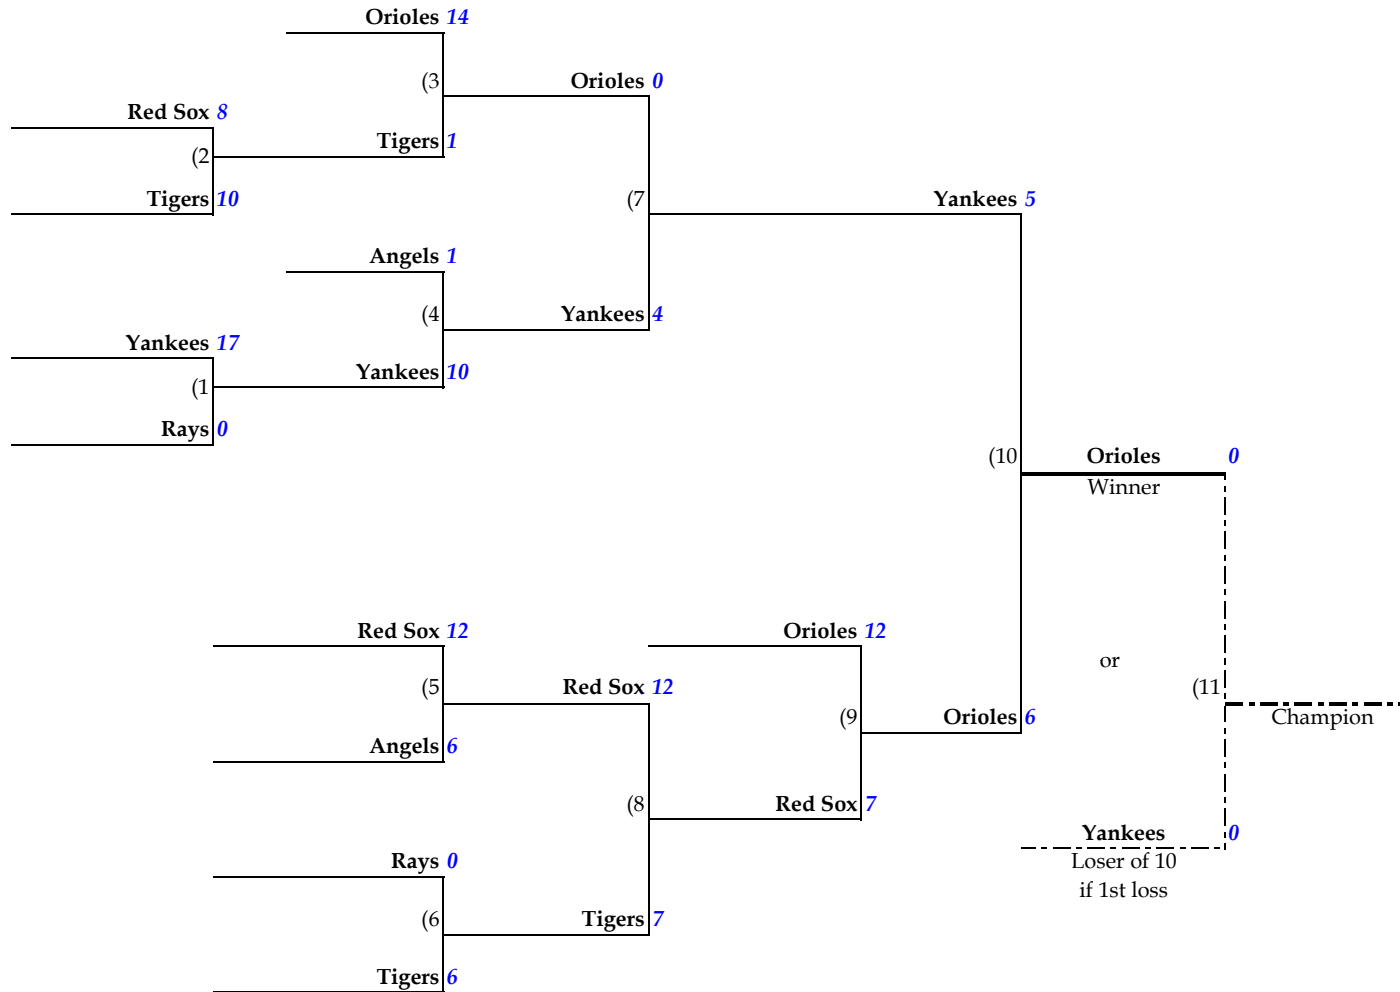 Orioles 14
(3
Orioles 0
Red Sox 8
Tigers 1
(2
Tigers 10
(7
Yankees 5
Angels 1
(4
Yankees 4
Yankees 17
Yankees 10
(1
Rays 0
(10
Orioles 0
Winner
Red Sox 12
Orioles 12
or
(5
Red Sox 12
(11
(9
Orioles 6
Champion
Angels 6
(8
Red Sox 7
Yankees 0
Loser of 10
if 1st loss
Rays 0
(6
Tigers 7
Tigers 6